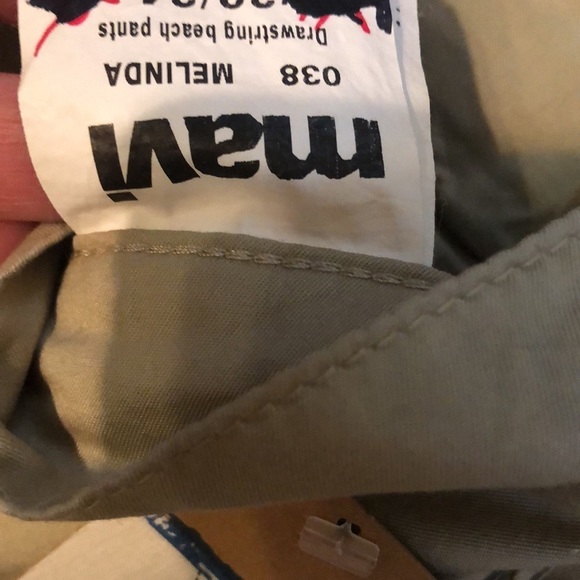 mavi
038 MELINDA
Drawstring beach pants